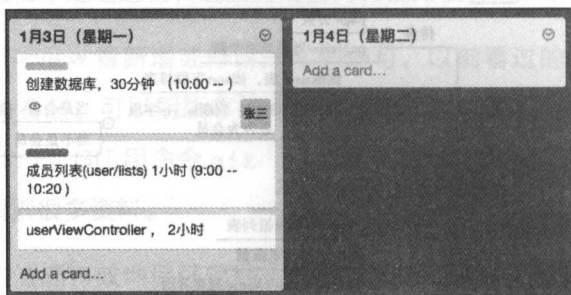 1月3日（星期一）
创建数据库，30分钟 （10:00 -- ）
张三
成员列表(user/lists) 1小时 (9:00 --
10:20 )
userViewController ， 2小时
Add a card...
1月4日（星期二）
Add a card...